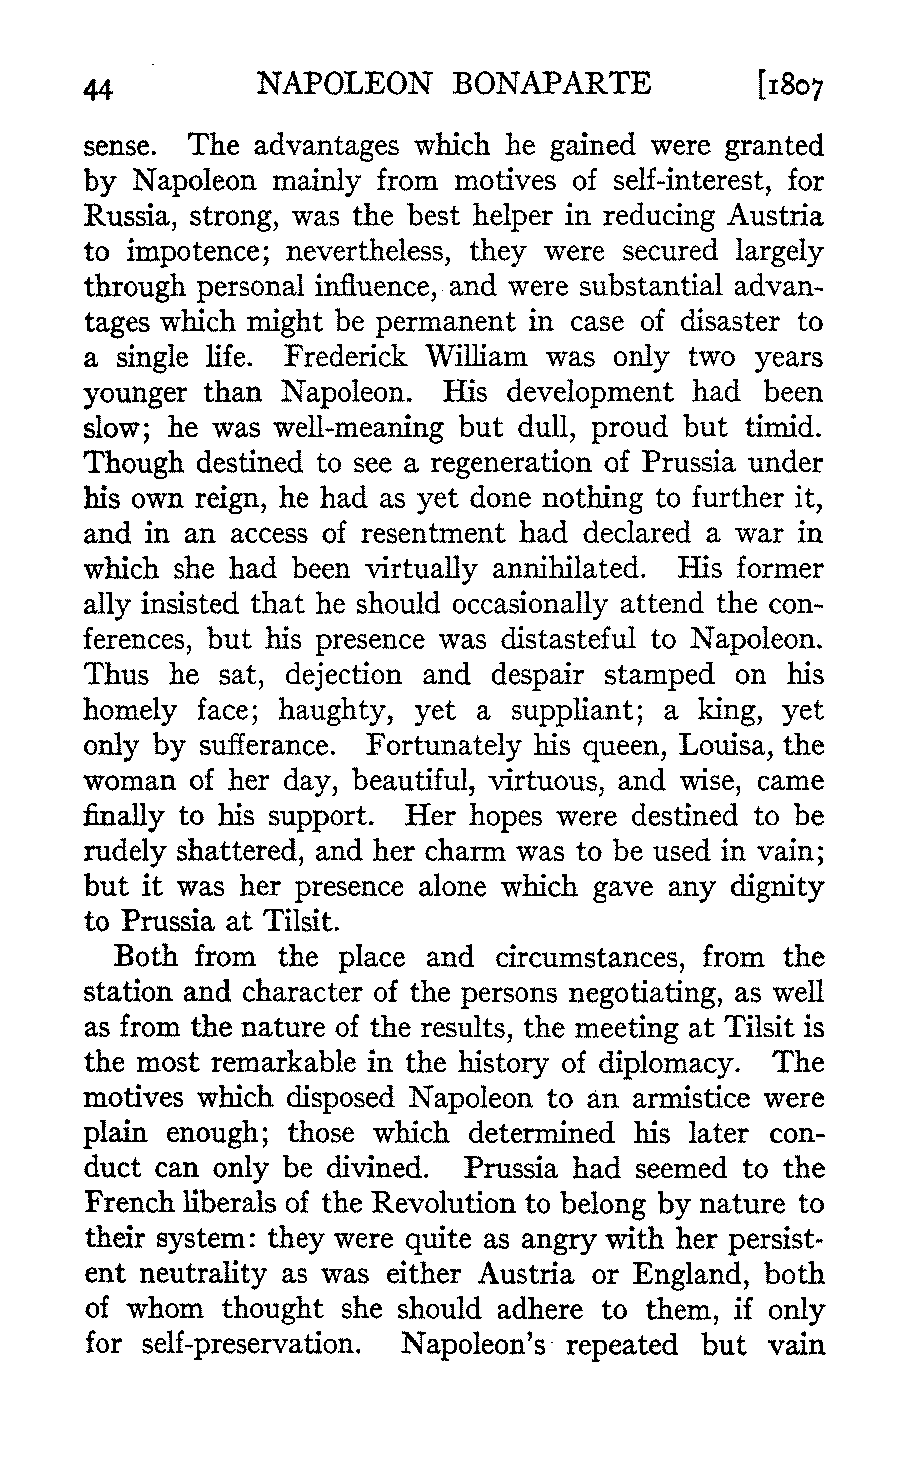 44 NAPOLEON BONAPARTE [1807
sense. The advantages which he gained were granted
by Napoleon mainly from motives of self-interest, for
Russia, strong, was the best helper in reducing Austria
to impotence; nevertheless, they were secured largely
through personal influence, and were substantial advan-
tages which might be permanent in case of disaster to
a single life. Frederick William was only two years
younger than Napoleon. His development had been
slow; he was well-meaning but dull, proud but timid.
Though destined to see a regeneration of Prussia under
his own reign, he had as yet done nothing to further it,
and in an access of resentment had declared a war in
which she had been virtually annihilated. His former
ally insisted that he should occasionally attend the con-
ferences, but his presence was distasteful to Napoleon.
Thus he sat, dejection and despair stamped on his
homely face; haughty, yet a suppliant; a king, yet
only by sufferance. Fortunately his queen, Louisa, the
woman of her day, beautiful, virtuous, and wise, came
finally to his support. Her hopes were destined to be
rudely shattered, and her charm was to be used in vain;
but it was her presence alone which gave any dignity
to Prussia at Tilsit.
Both from the place and circumstances, from the
station and character of the persons negotiating, as well
as from the nature of the results, the meeting at Tilsit is
the most remarkable in the history of diplomacy. The
motives which disposed Napoleon to an armistice were
plain enough; those which determined his later con-
duct can only be divined. Prussia had seemed to the
French liberals of the Revolution to belong by nature to
their system: they were quite as angry with her persist-
ent neutrality as was either Austria or England, both
of whom thought she should adhere to them, if only
for self-preservation. Napoleon's repeated but vain